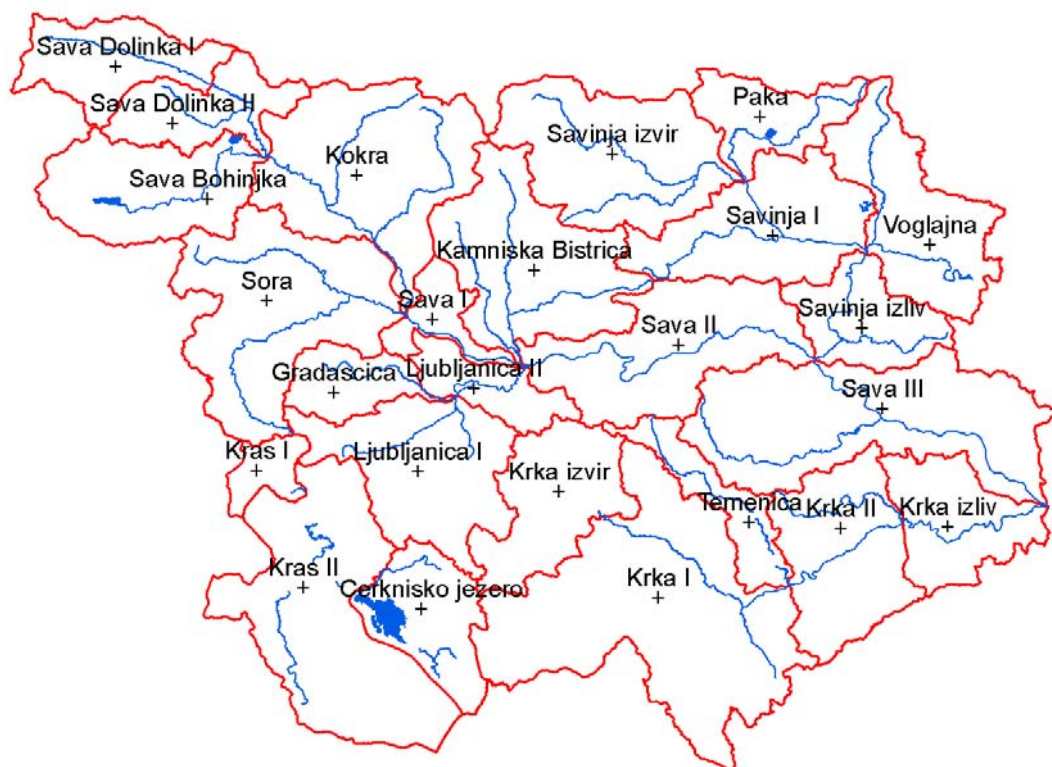 Sava Dolinka I
Sava Dolinka II
Paka
Savinja izvir
Kokra
Sava Bohinjka
Savinja I
Voglajna
Kamniska Bistrica
Sora
Sava I
Savinja izliv
Sava II
Gradascica
Ljubljanica II
Sava III
Kras I
Ljubljanica I
Krka izvir
Temenica
Krka II
Krka izliv
Kras II
Cerknisko jezero
Krka I